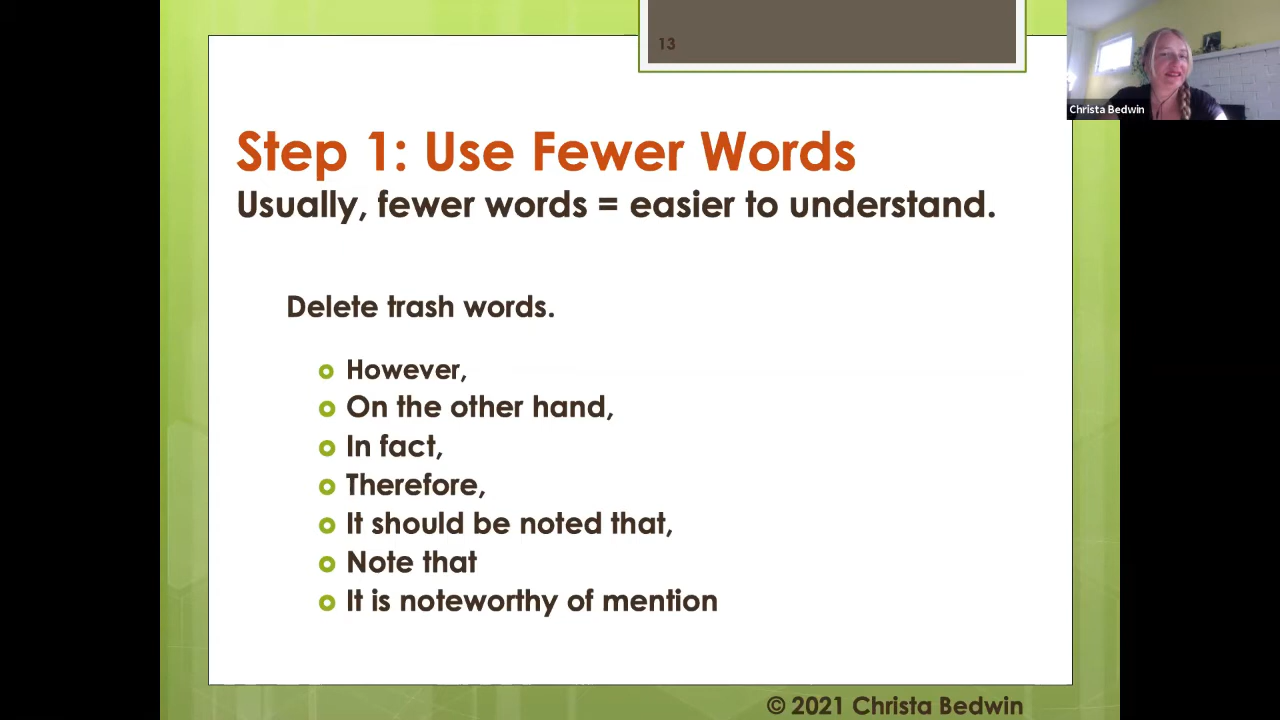 13
Christa Bedwin
Step 1: Use Fewer Words
Usually, fewer words = easier to understand.
Delete trash words.
However,
On the other hand,
In fact,
Therefore,
It should be noted that,
Note that
It is noteworthy of mention
© 2021 Christa Bedwin